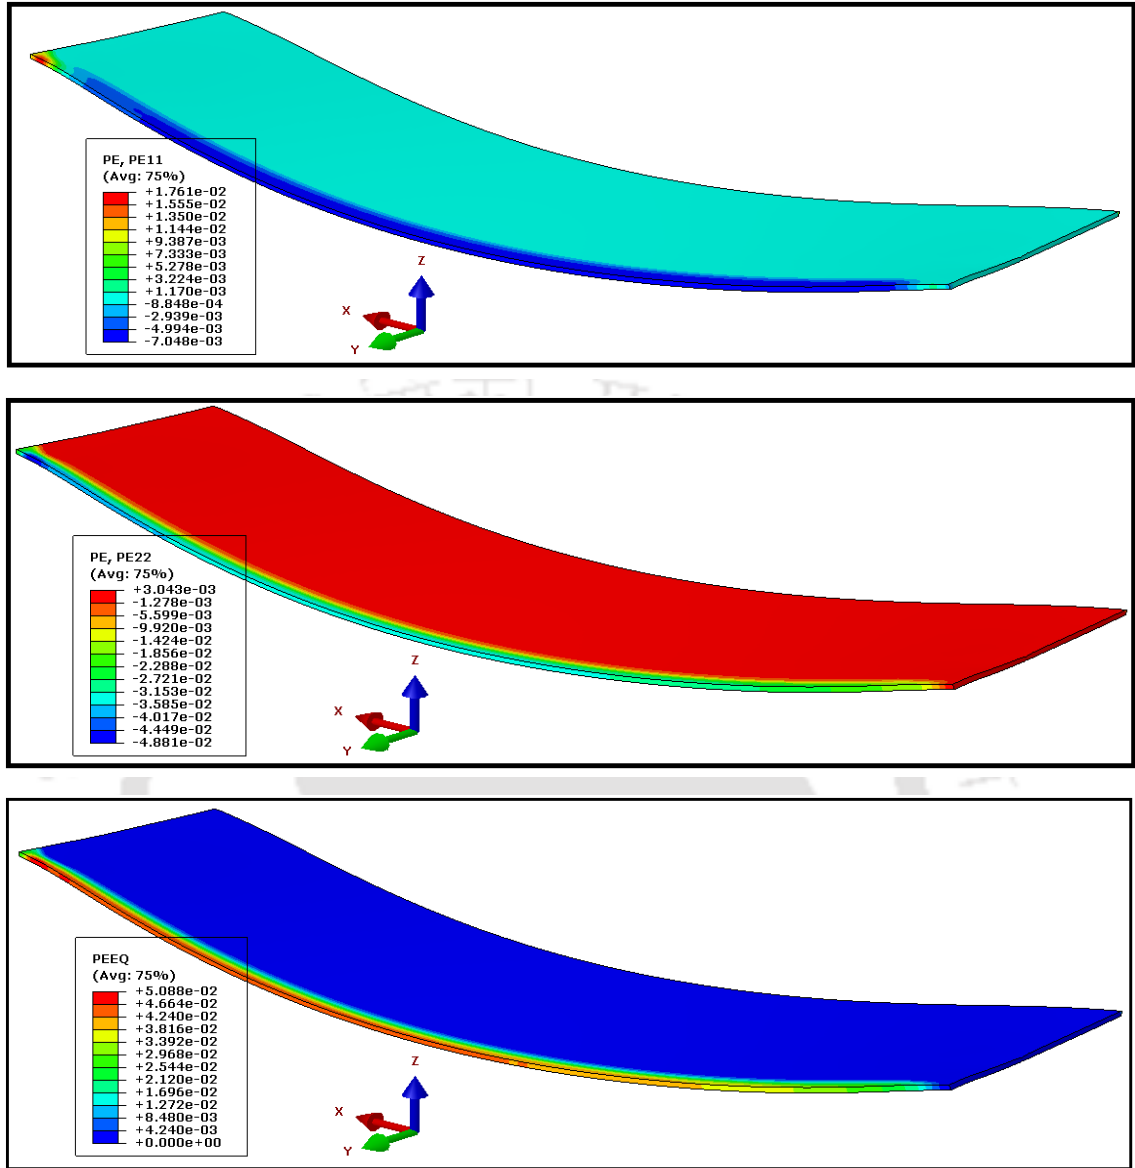 PE, PE11
(Avg: 75%)
+1.761e-02
+1.555e-02
+1.350e-02
+1.144e-02
+9.387e-03
+7.333e-03
+5.278e-03
+3.224e-03
+1.170e-03
-8.848e-04
-2.939e-03
-4.994e-03
-7.048e-03
Z
X
Y
PE, PE22
(Avg: 75%)
+3.043e-03
-1.278e-03
-5.599e-03
-9.920e-03
-1.424e-02
-1.856e-02
-2.288e-02
-2.721e-02
-3.153e-02
-3.585e-02
-4.017e-02
-4.449e-02
-4.881e-02
Z
X
Y
PEEQ
(Avg: 75%)
+5.088e-02
+4.664e-02
+4.240e-02
+3.816e-02
+3.392e-02
+2.968e-02
+2.544e-02
+2.120e-02
+1.696e-02
+1.272e-02
+8.480e-03
+4.240e-03
+0.000e+00
Z
X
Y